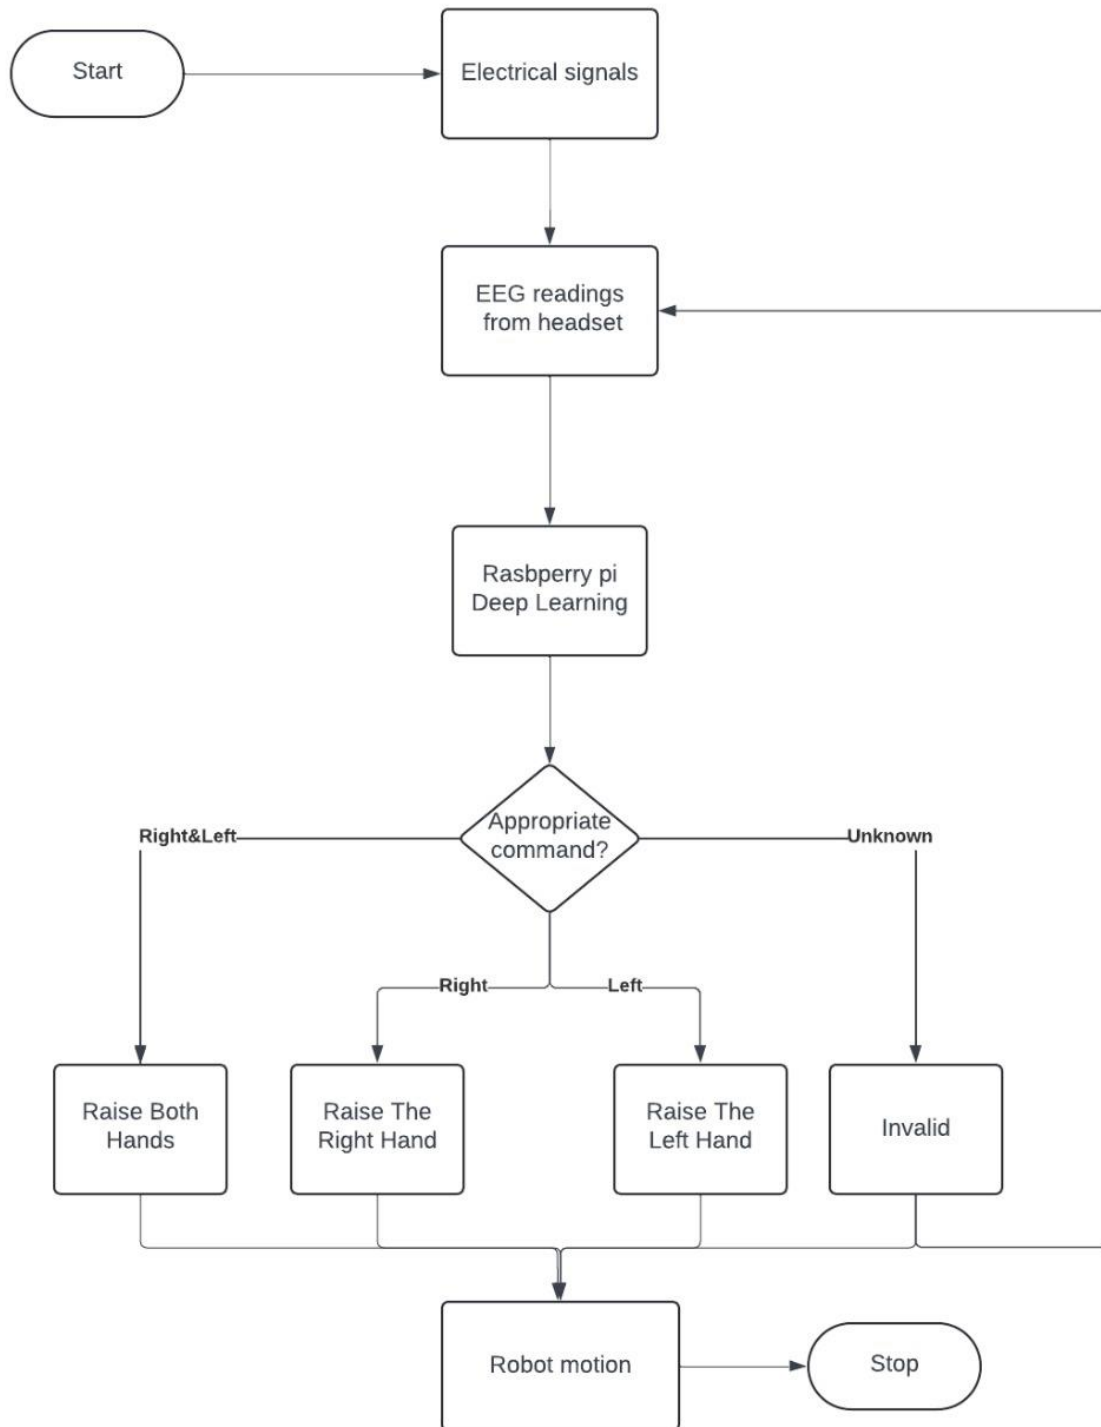 Start
Electrical signals
EEG readings
from headset
Rasbperry pi
Deep Learning
Appropriate
command?
Right&Left
Unknown
Right
Left
Raise Both
Hands
Raise The
Right Hand
Raise The
Left Hand
Invalid
Robot motion
Stop